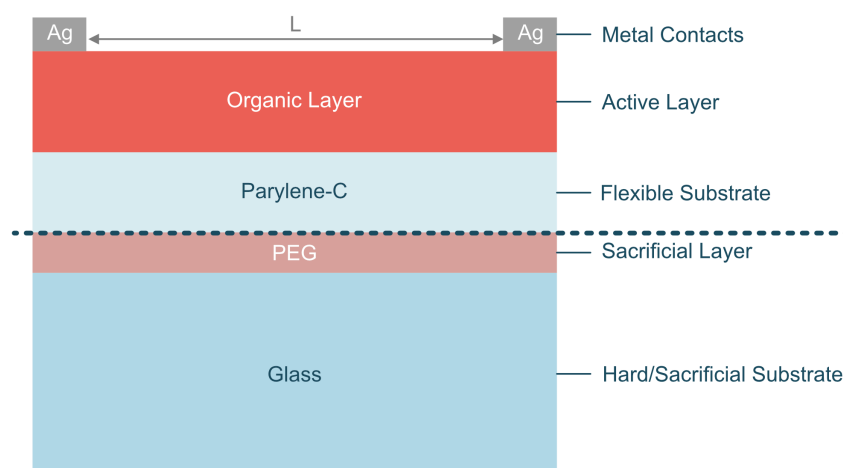 Ag
L
Ag
Metal Contacts
Organic Layer
Active Layer
Parylene-C
Flexible Substrate
PEG
Sacrificial Layer
Glass
Hard/Sacrificial Substrate